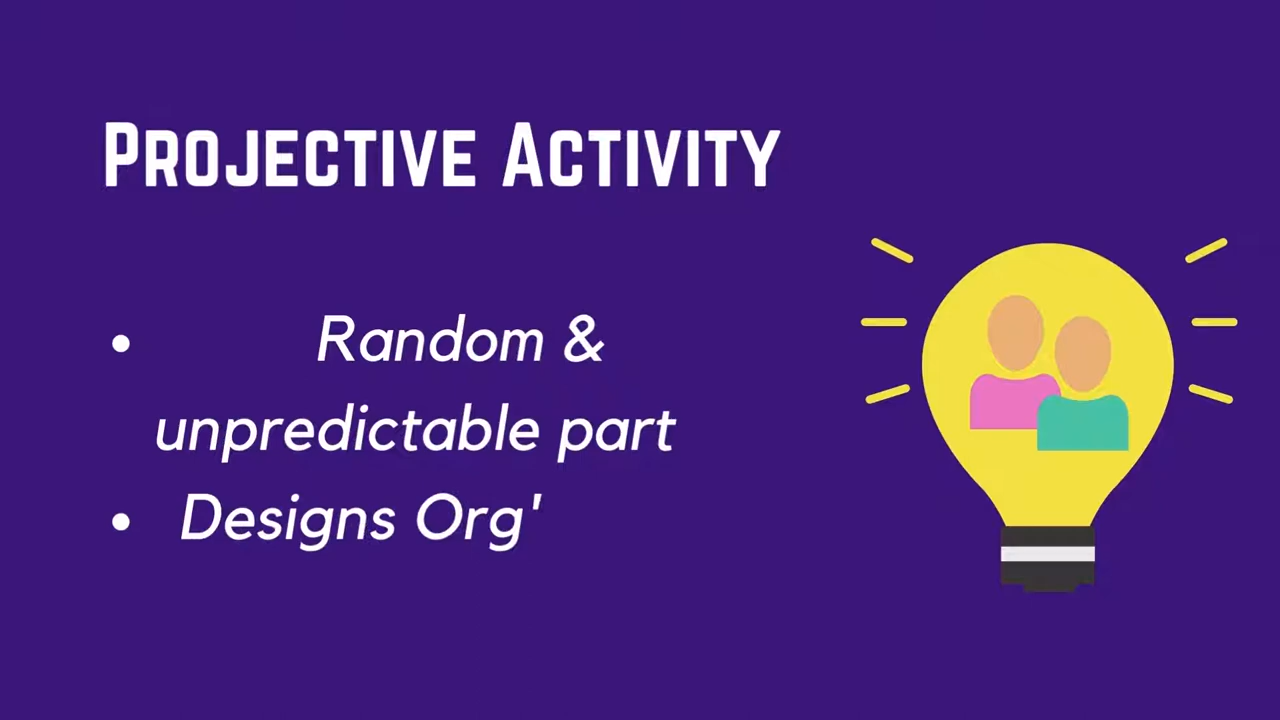 Projective Activity
• Random &
unpredictable part
• Designs Org'